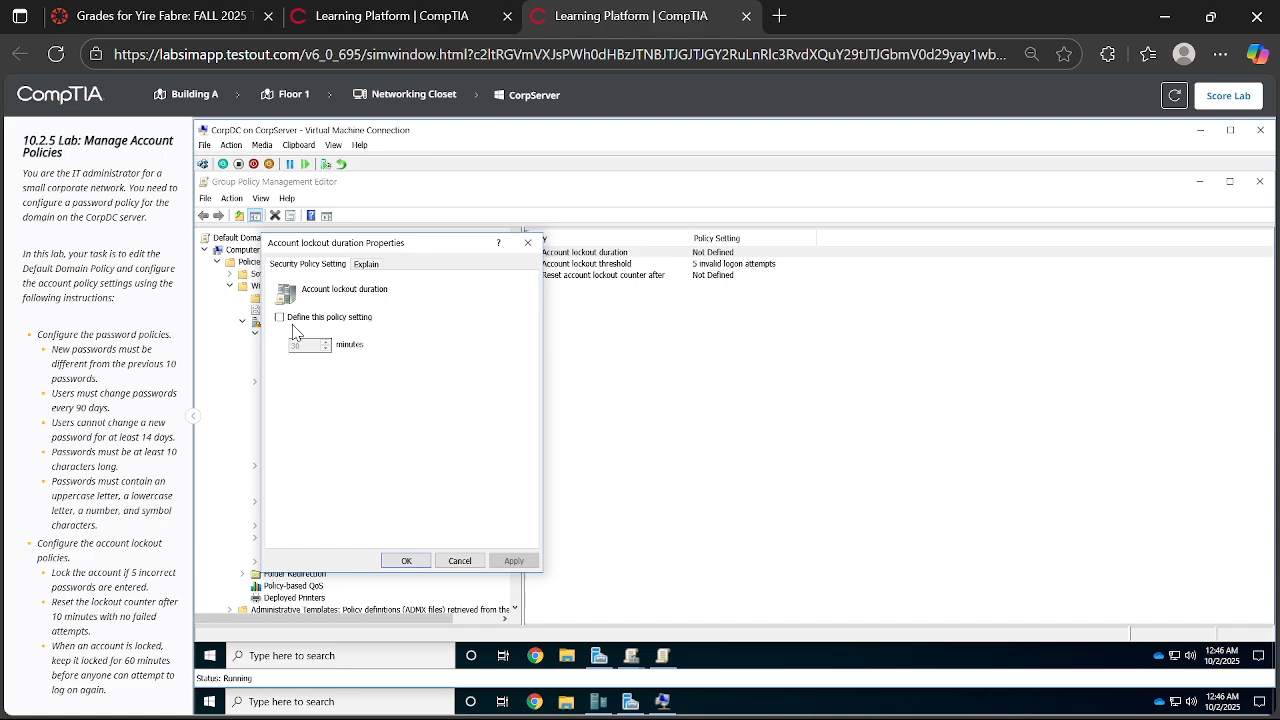 Grades for Yire Fabre: FALL 2025 T
Learning Platform | CompTIA
Learning Platform | CompTIA
https://labsimapp.testout.com/v6_0_695/simwindow.html?c2ltRGVmVXJsPWh0dHBzJTNBJTJGJTJGY2RuLnRlc3RvdXQuY29tJTJGbmV0d29yay1wb...
CompTIA
Building A
Floor 1
Networking Closet
CorpServer
Score Lab
10.2.5 Lab: Manage Account
Policies
You are the IT administrator for a
small corporate network. You need to
configure a password policy for the
domain on the CorpDC server.
In this lab, your task is to edit the
Default Domain Policy and configure
the account policy settings using the
following instructions:
Configure the password policies.
New passwords must be
different from the previous 10
passwords.
Users must change passwords
every 90 days.
Users cannot change a new
password for at least 14 days.
Passwords must be at least 10
characters long.
Passwords must contain an
uppercase letter, a lowercase
letter, a number, and symbol
characters.
Configure the account lockout
policies.
Lock the account if 5 incorrect
passwords are entered.
Reset the lockout counter after
10 minutes with no failed
attempts.
When an account is locked,
keep it locked for 60 minutes
before anyone can attempt to
log on again.
CorpDC on CorpServer - Virtual Machine Connection
File Action Media Clipboard View Help
Group Policy Management Editor
File Action View Help
Default Doma
Computer
Policie
Sof
Wi
Account lockout duration Properties
Security Policy Setting
Explain
Account lockout duration
Define this policy setting
30
minutes
OK
Cancel
Apply
y
Policy Setting
Account lockout duration
Not Defined
Account lockout threshold
5 invalid logon attempts
Reset account lockout counter after
Not Defined
Folder Redirection
Policy-based QoS
Deployed Printers
Administrative Templates: Policy definitions (ADMX files) retrieved from the
Type here to search
12:46 AM
10/2/2025
Status: Running
Type here to search
12:46 AM
10/2/2025